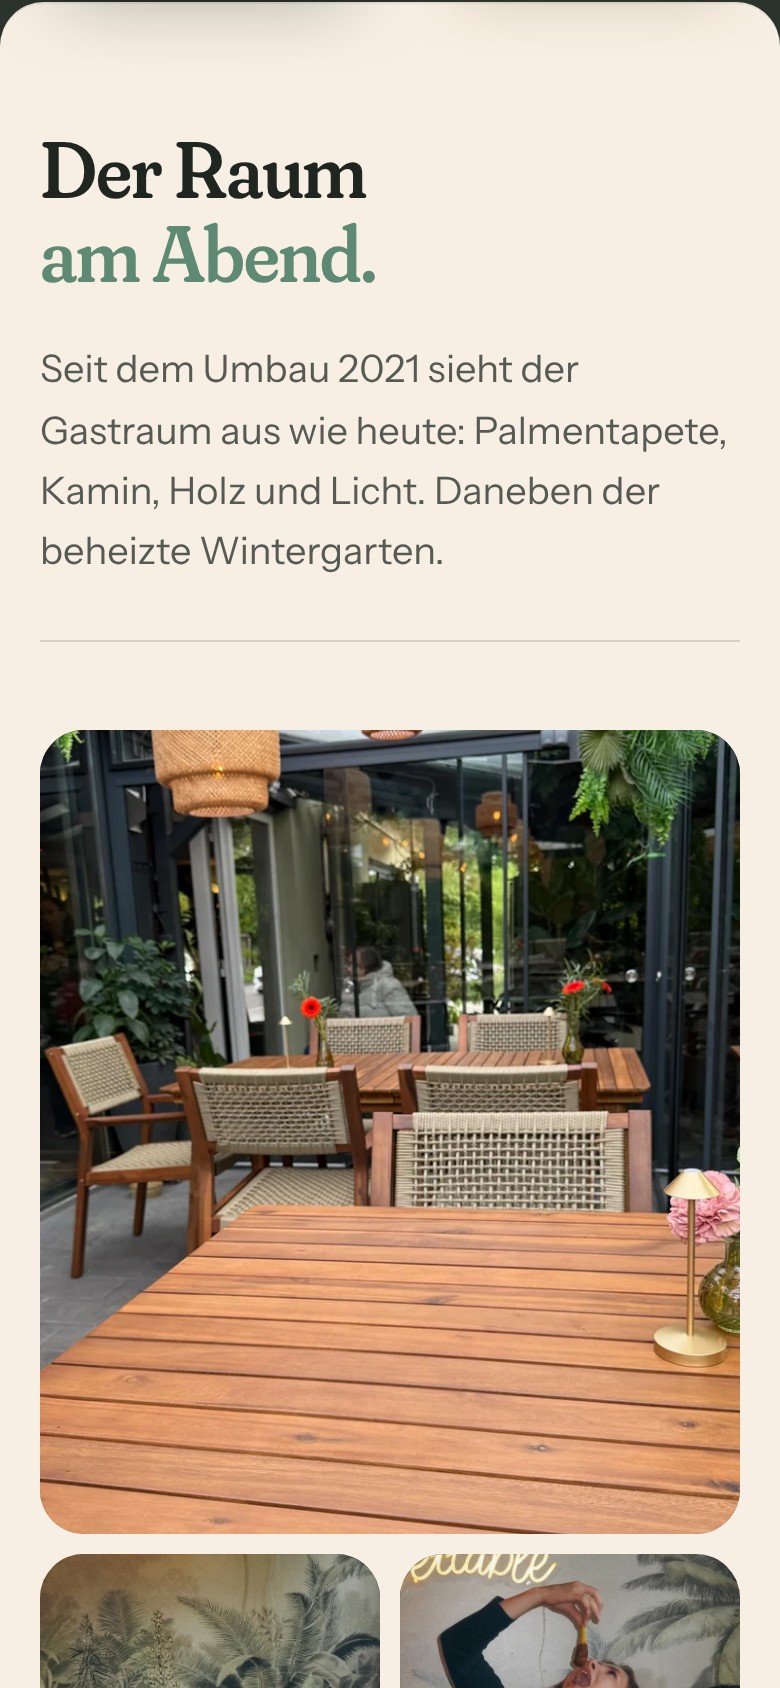 Der Raum
am Abend.
Seit dem Umbau 2021 sieht der
Gastraum aus wie heute: Palmentapete,
Kamin, Holz und Licht. Daneben der
beheizte Wintergarten.